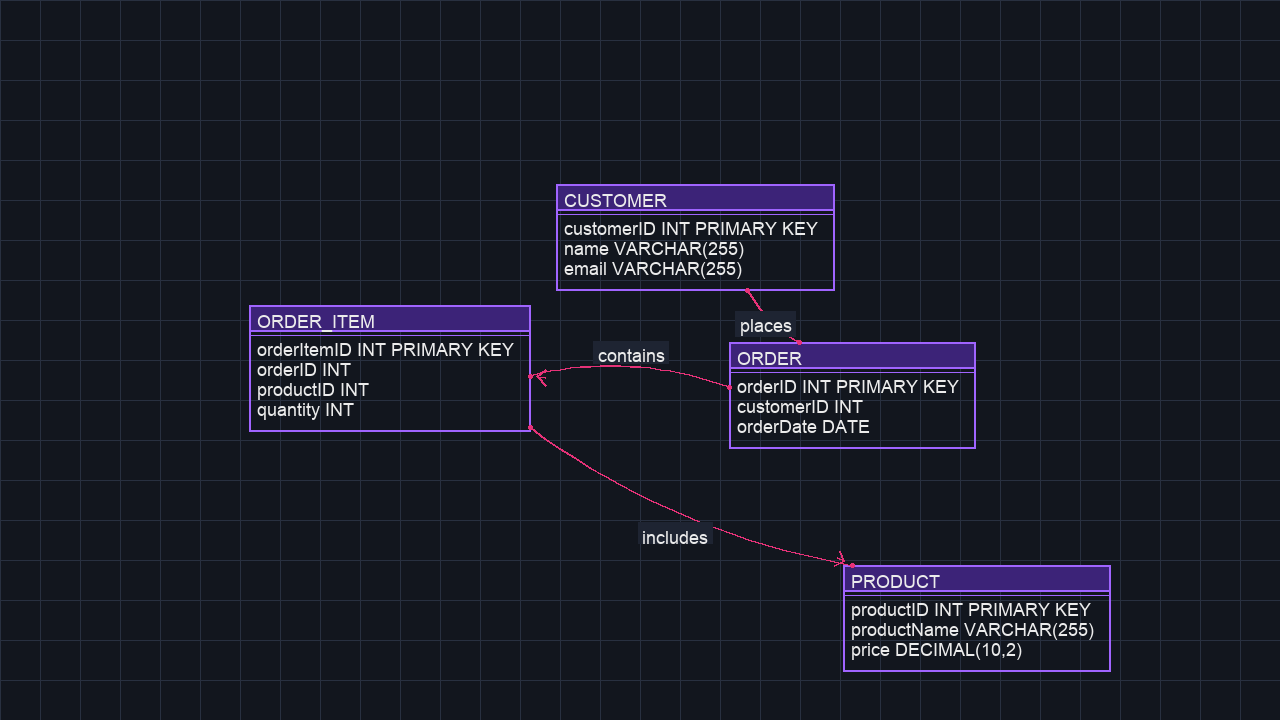 CUSTOMER
customerID INT PRIMARY KEY
name VARCHAR(255)
email VARCHAR(255)
places
ORDER_ITEM
orderItemID INT PRIMARY KEY
orderID INT
productID INT
quantity INT
contains
ORDER
orderID INT PRIMARY KEY
customerID INT
orderDate DATE
includes
PRODUCT
productID INT PRIMARY KEY
productName VARCHAR(255)
price DECIMAL(10,2)